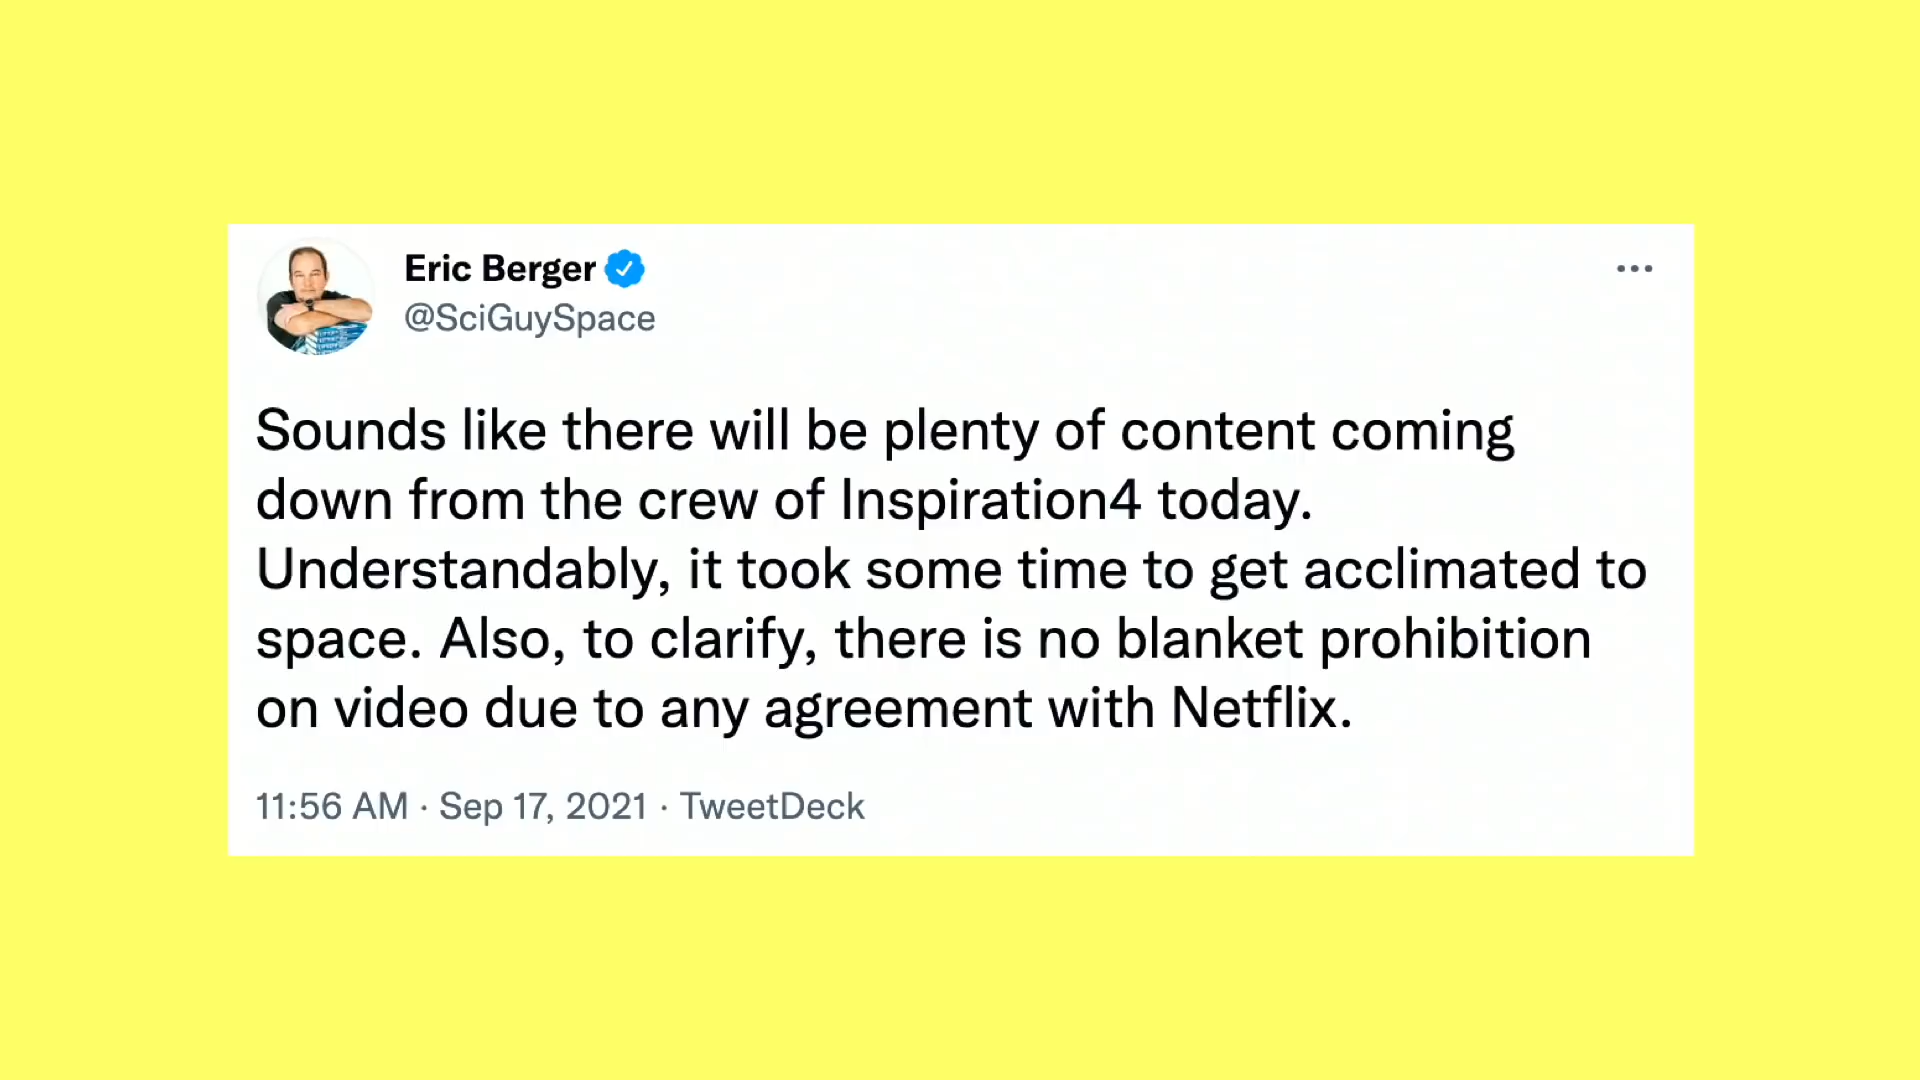 Eric Berger
@SciGuySpace
Sounds like there will be plenty of content coming
down from the crew of Inspiration4 today.
Understandably, it took some time to get acclimated to
space. Also, to clarify, there is no blanket prohibition
on video due to any agreement with Netflix.
11:56 AM · Sep 17, 2021 · TweetDeck